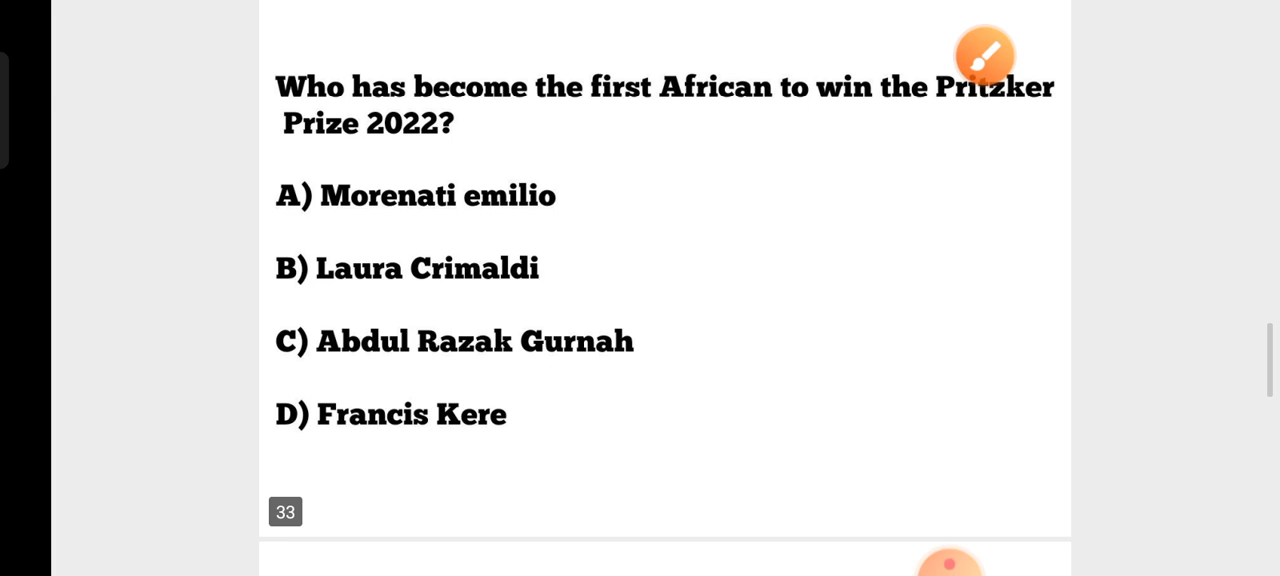 Who has become the first African to win the Pritzker
Prize 2022?
A) Morenati emilio
B) Laura Crimaldi
C) Abdul Razak Gurnah
D) Francis Kere
33